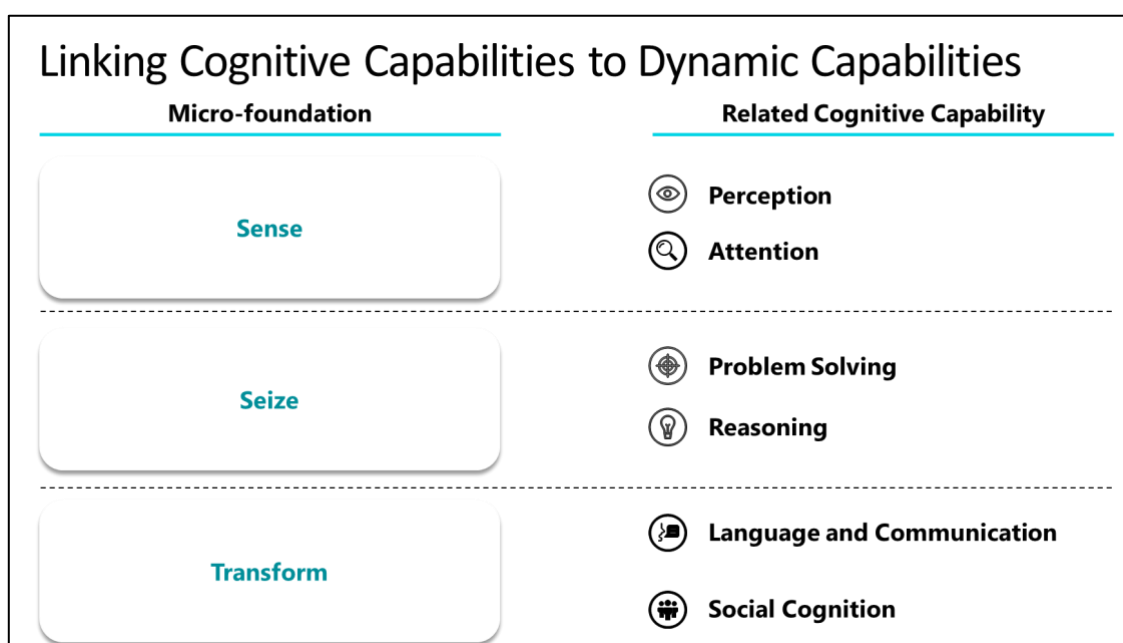 Linking Cognitive Capabilities to Dynamic Capabilities
Micro-foundation
Related Cognitive Capability
Sense
Perception
Attention
Seize
Problem Solving
Reasoning
Transform
Language and Communication
Social Cognition